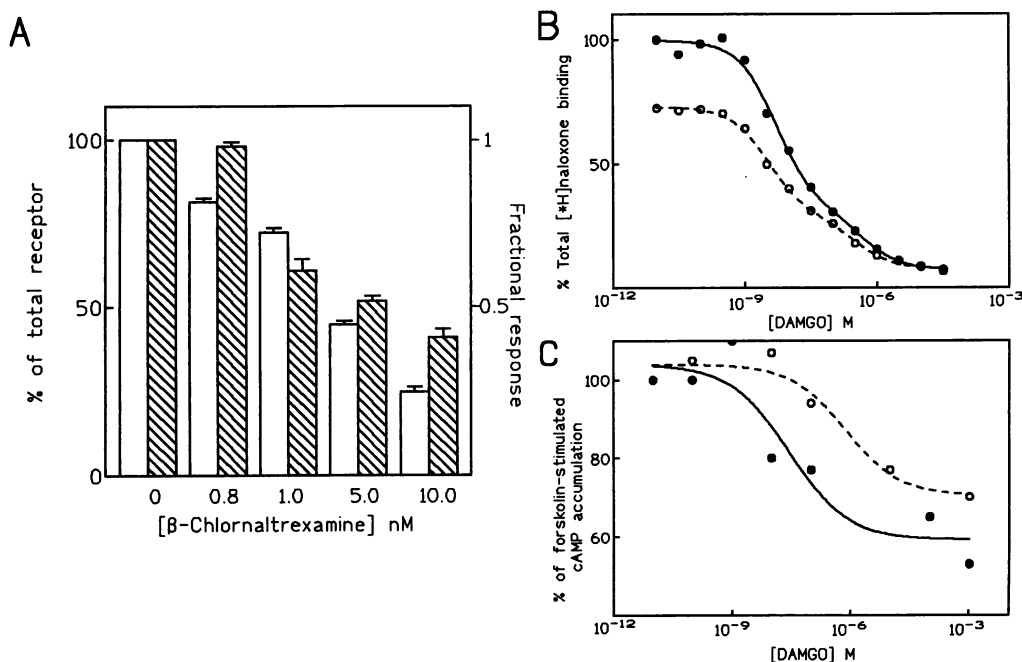 A
% of total receptor
100
50
0
1
0.5
Fractional response
0 0.8 1.0 5.0 10.0
[β-Chlornaltrexamine] nM
B
% Total [*H]naloxone binding
100
50
10⁻¹² 10⁻⁹ 10⁻⁶ 10⁻³
[DAMGO] M
C
% of forskolin-stimulated
cAMP accumulation
100
80
60
10⁻¹² 10⁻⁹ 10⁻⁶ 10⁻³
[DAMGO] M